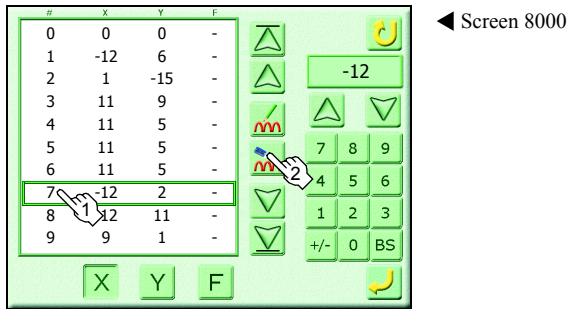 # X Y F
0 0 0 -
1 -12 6 -
2 1 -15 -
3 11 9 -
4 11 5 -
5 11 5 -
6 11 5 -
7 -12 2 -
8 12 11 -
9 9 1 -
1
2
X Y F
-12
7 8 9
4 5 6
1 2 3
+/- 0 BS
◀ Screen 8000